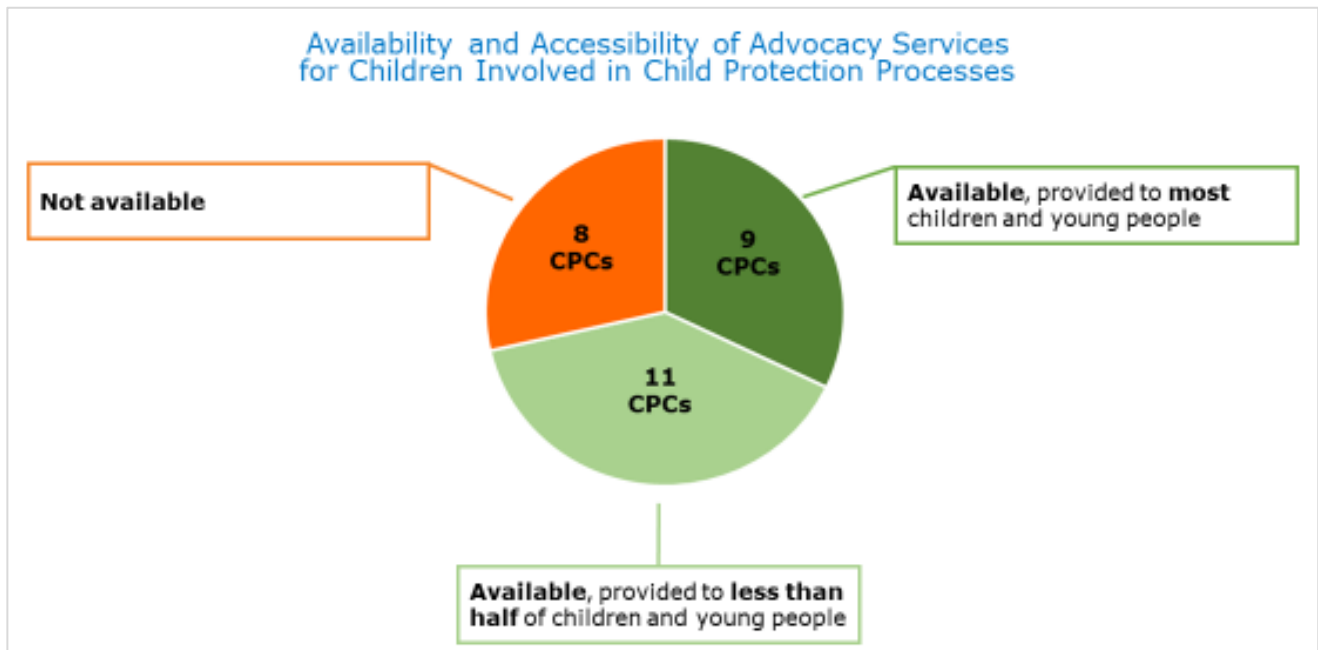 Availability and Accessibility of Advocacy Services
for Children Involved in Child Protection Processes
Not available
8
CPCs
9
CPCs
Available, provided to most
children and young people
11
CPCs
Available, provided to less than
half of children and young people